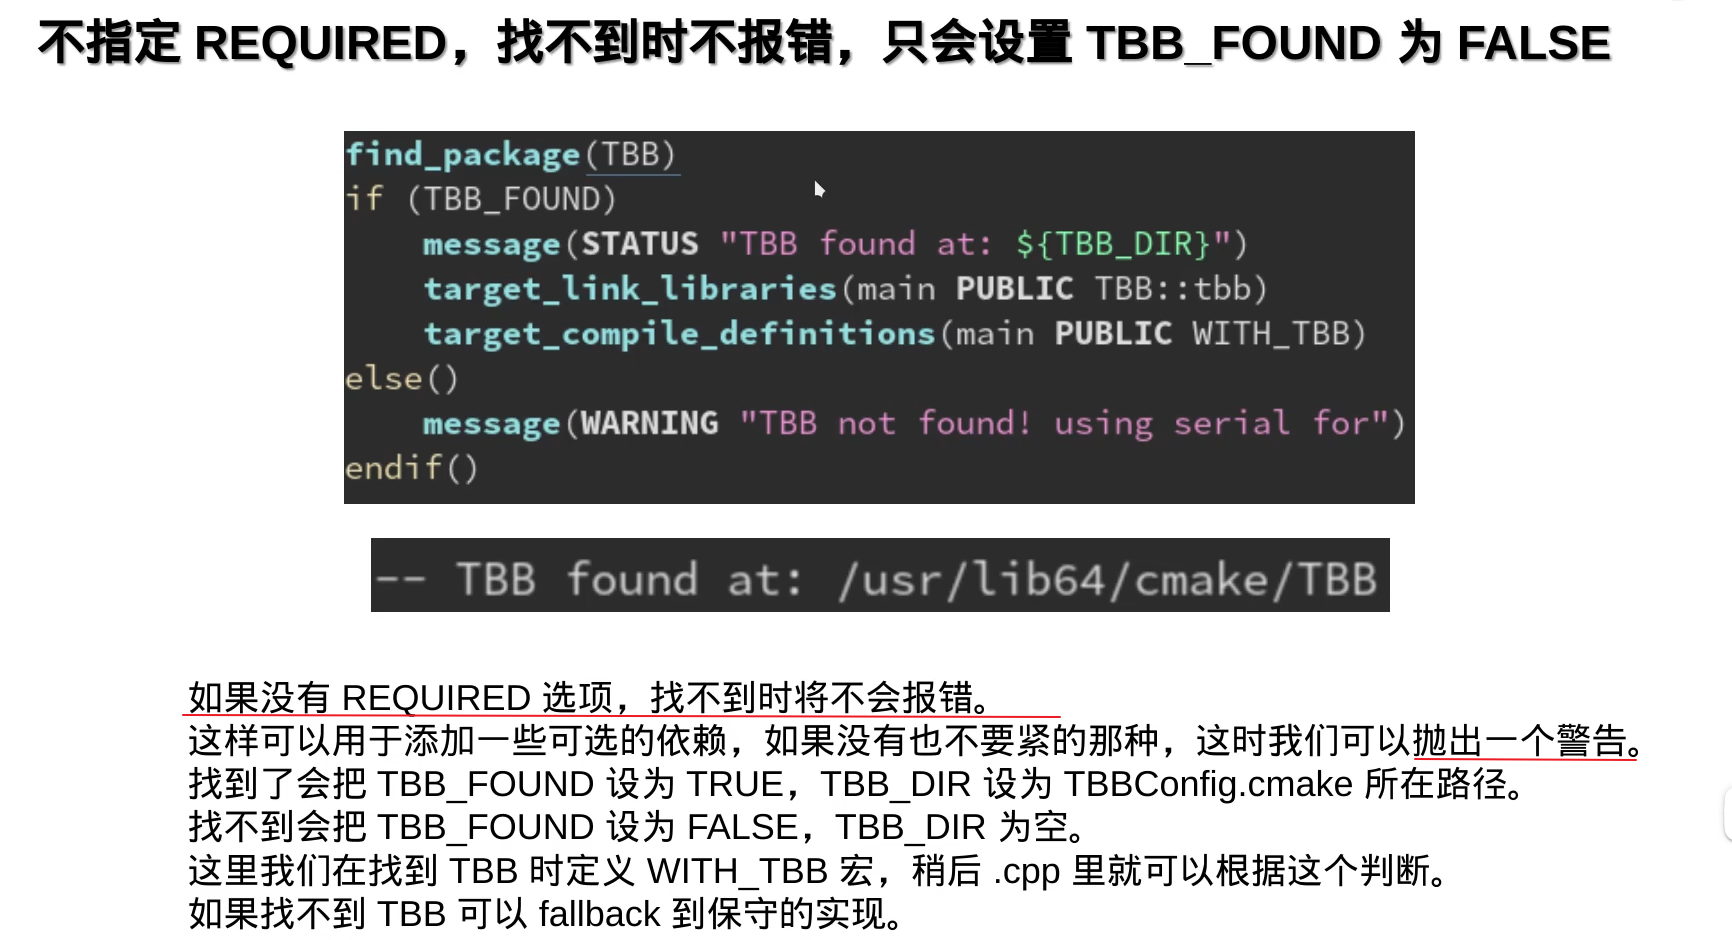 不指定 REQUIRED，找不到时不报错，只会设置 TBB_FOUND 为 FALSE
find_package(TBB)
if (TBB_FOUND)
    message(STATUS "TBB found at: ${TBB_DIR}")
    target_link_libraries(main PUBLIC TBB::tbb)
    target_compile_definitions(main PUBLIC WITH_TBB)
else()
    message(WARNING "TBB not found! using serial for")
endif()
-- TBB found at: /usr/lib64/cmake/TBB
如果没有 REQUIRED 选项，找不到时将不会报错。
这样可以用于添加一些可选的依赖，如果没有也不要紧的那种，这时我们可以抛出一个警告。
找到了会把 TBB_FOUND 设为 TRUE，TBB_DIR 设为 TBBConfig.cmake 所在路径。
找不到会把 TBB_FOUND 设为 FALSE，TBB_DIR 为空。
这里我们在找到 TBB 时定义 WITH_TBB 宏，稍后 .cpp 里就可以根据这个判断。
如果找不到 TBB 可以 fallback 到保守的实现。